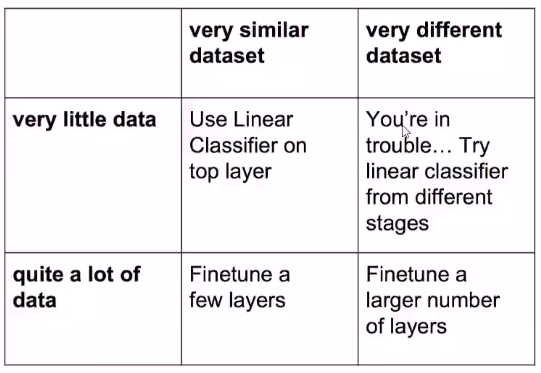 very similar
dataset
very different
dataset
very little data
Use Linear
Classifier on
top layer
You're in
trouble... Try
linear classifier
from different
stages
quite a lot of
data
Finetune a
few layers
Finetune a
larger number
of layers